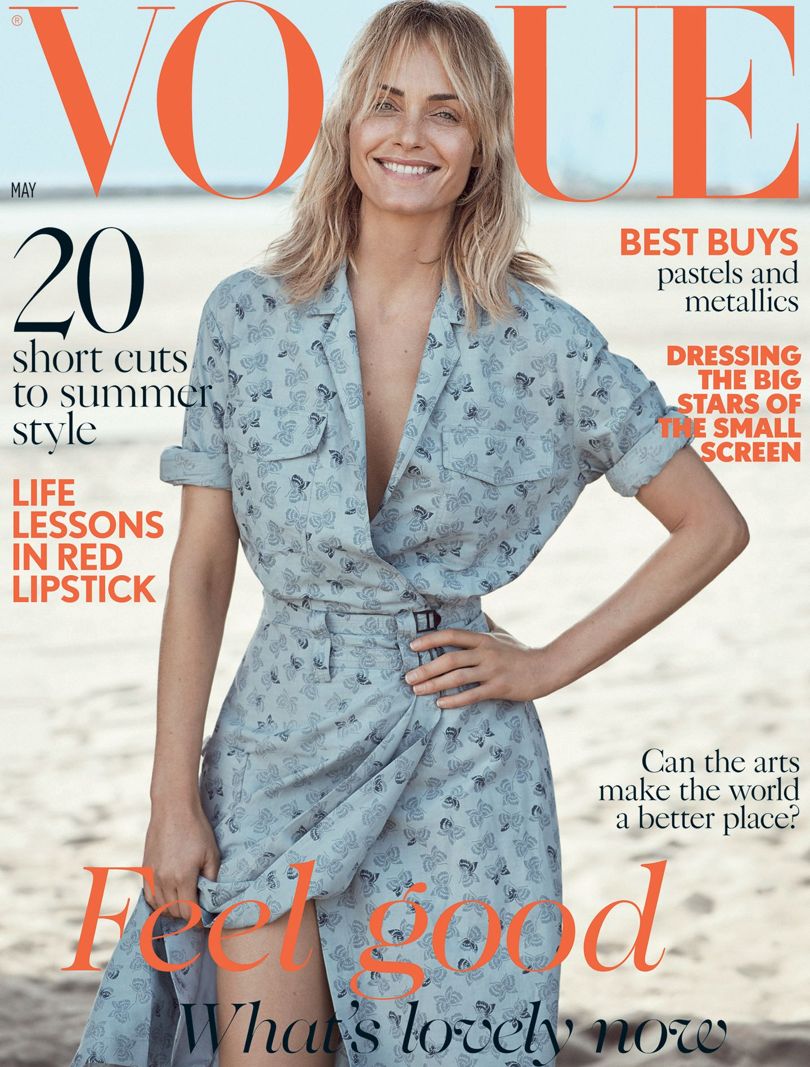 ®
VOGUE
MAY
20
short cuts
to summer
style
LIFE
LESSONS
IN RED
LIPSTICK
BEST BUYS
pastels and
metallics
DRESSING
THE BIG
STARS OF
THE SMALL
SCREEN
Can the arts
make the world
a better place?
Feel good
What's lovely now